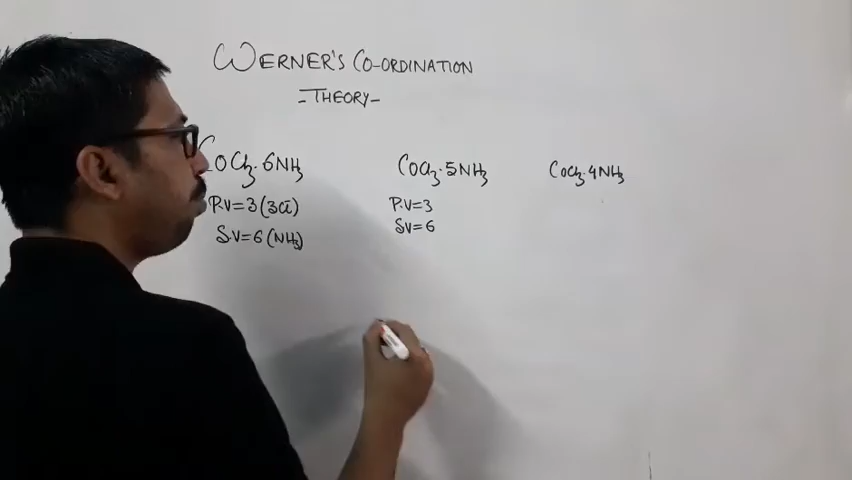 WERNER'S CO-ORDINATION
-THEORY-
CoCl₃·6NH₃ CoCl₃·5NH₃ CoCl₃·4NH₃
P.V=3(3Cl̄) P.V=3
S.V=6(NH₃) S.V=6